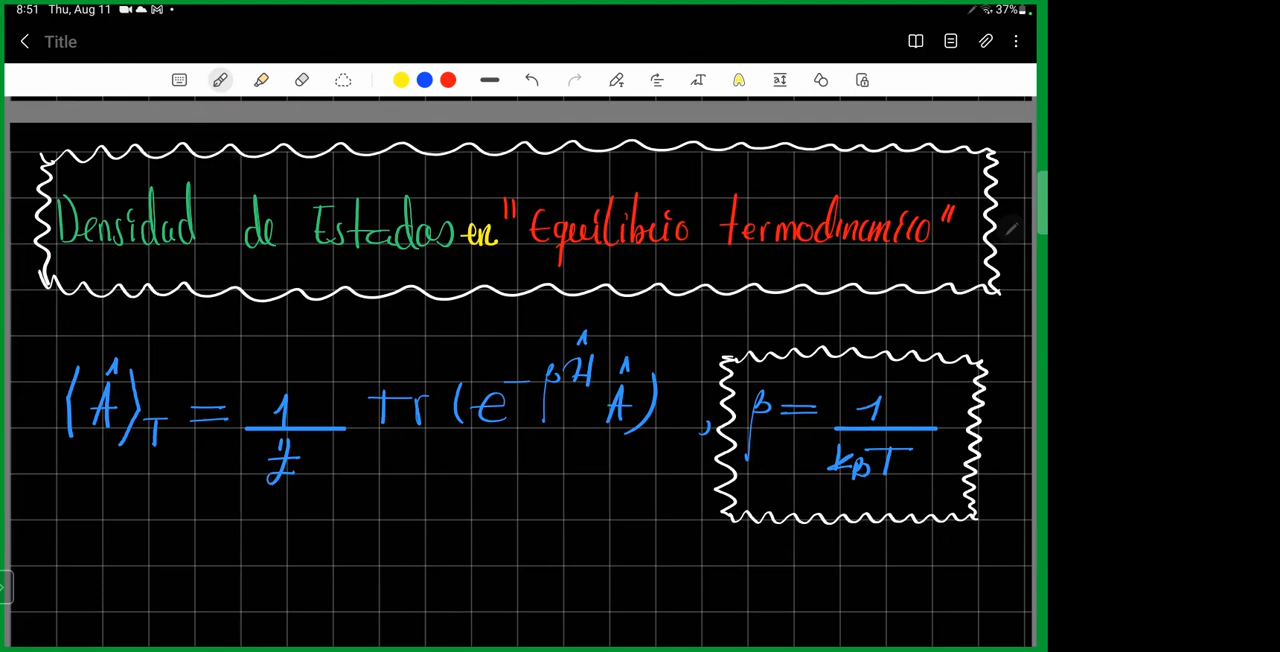 8:51 Thu, Aug 11 37%
Title
Densidad de Estados en "Equilibrio termodinamico"
⟨Â⟩_T = 1/Z Tr(e^{-βĤ} Â), β = 1/(k_B T)